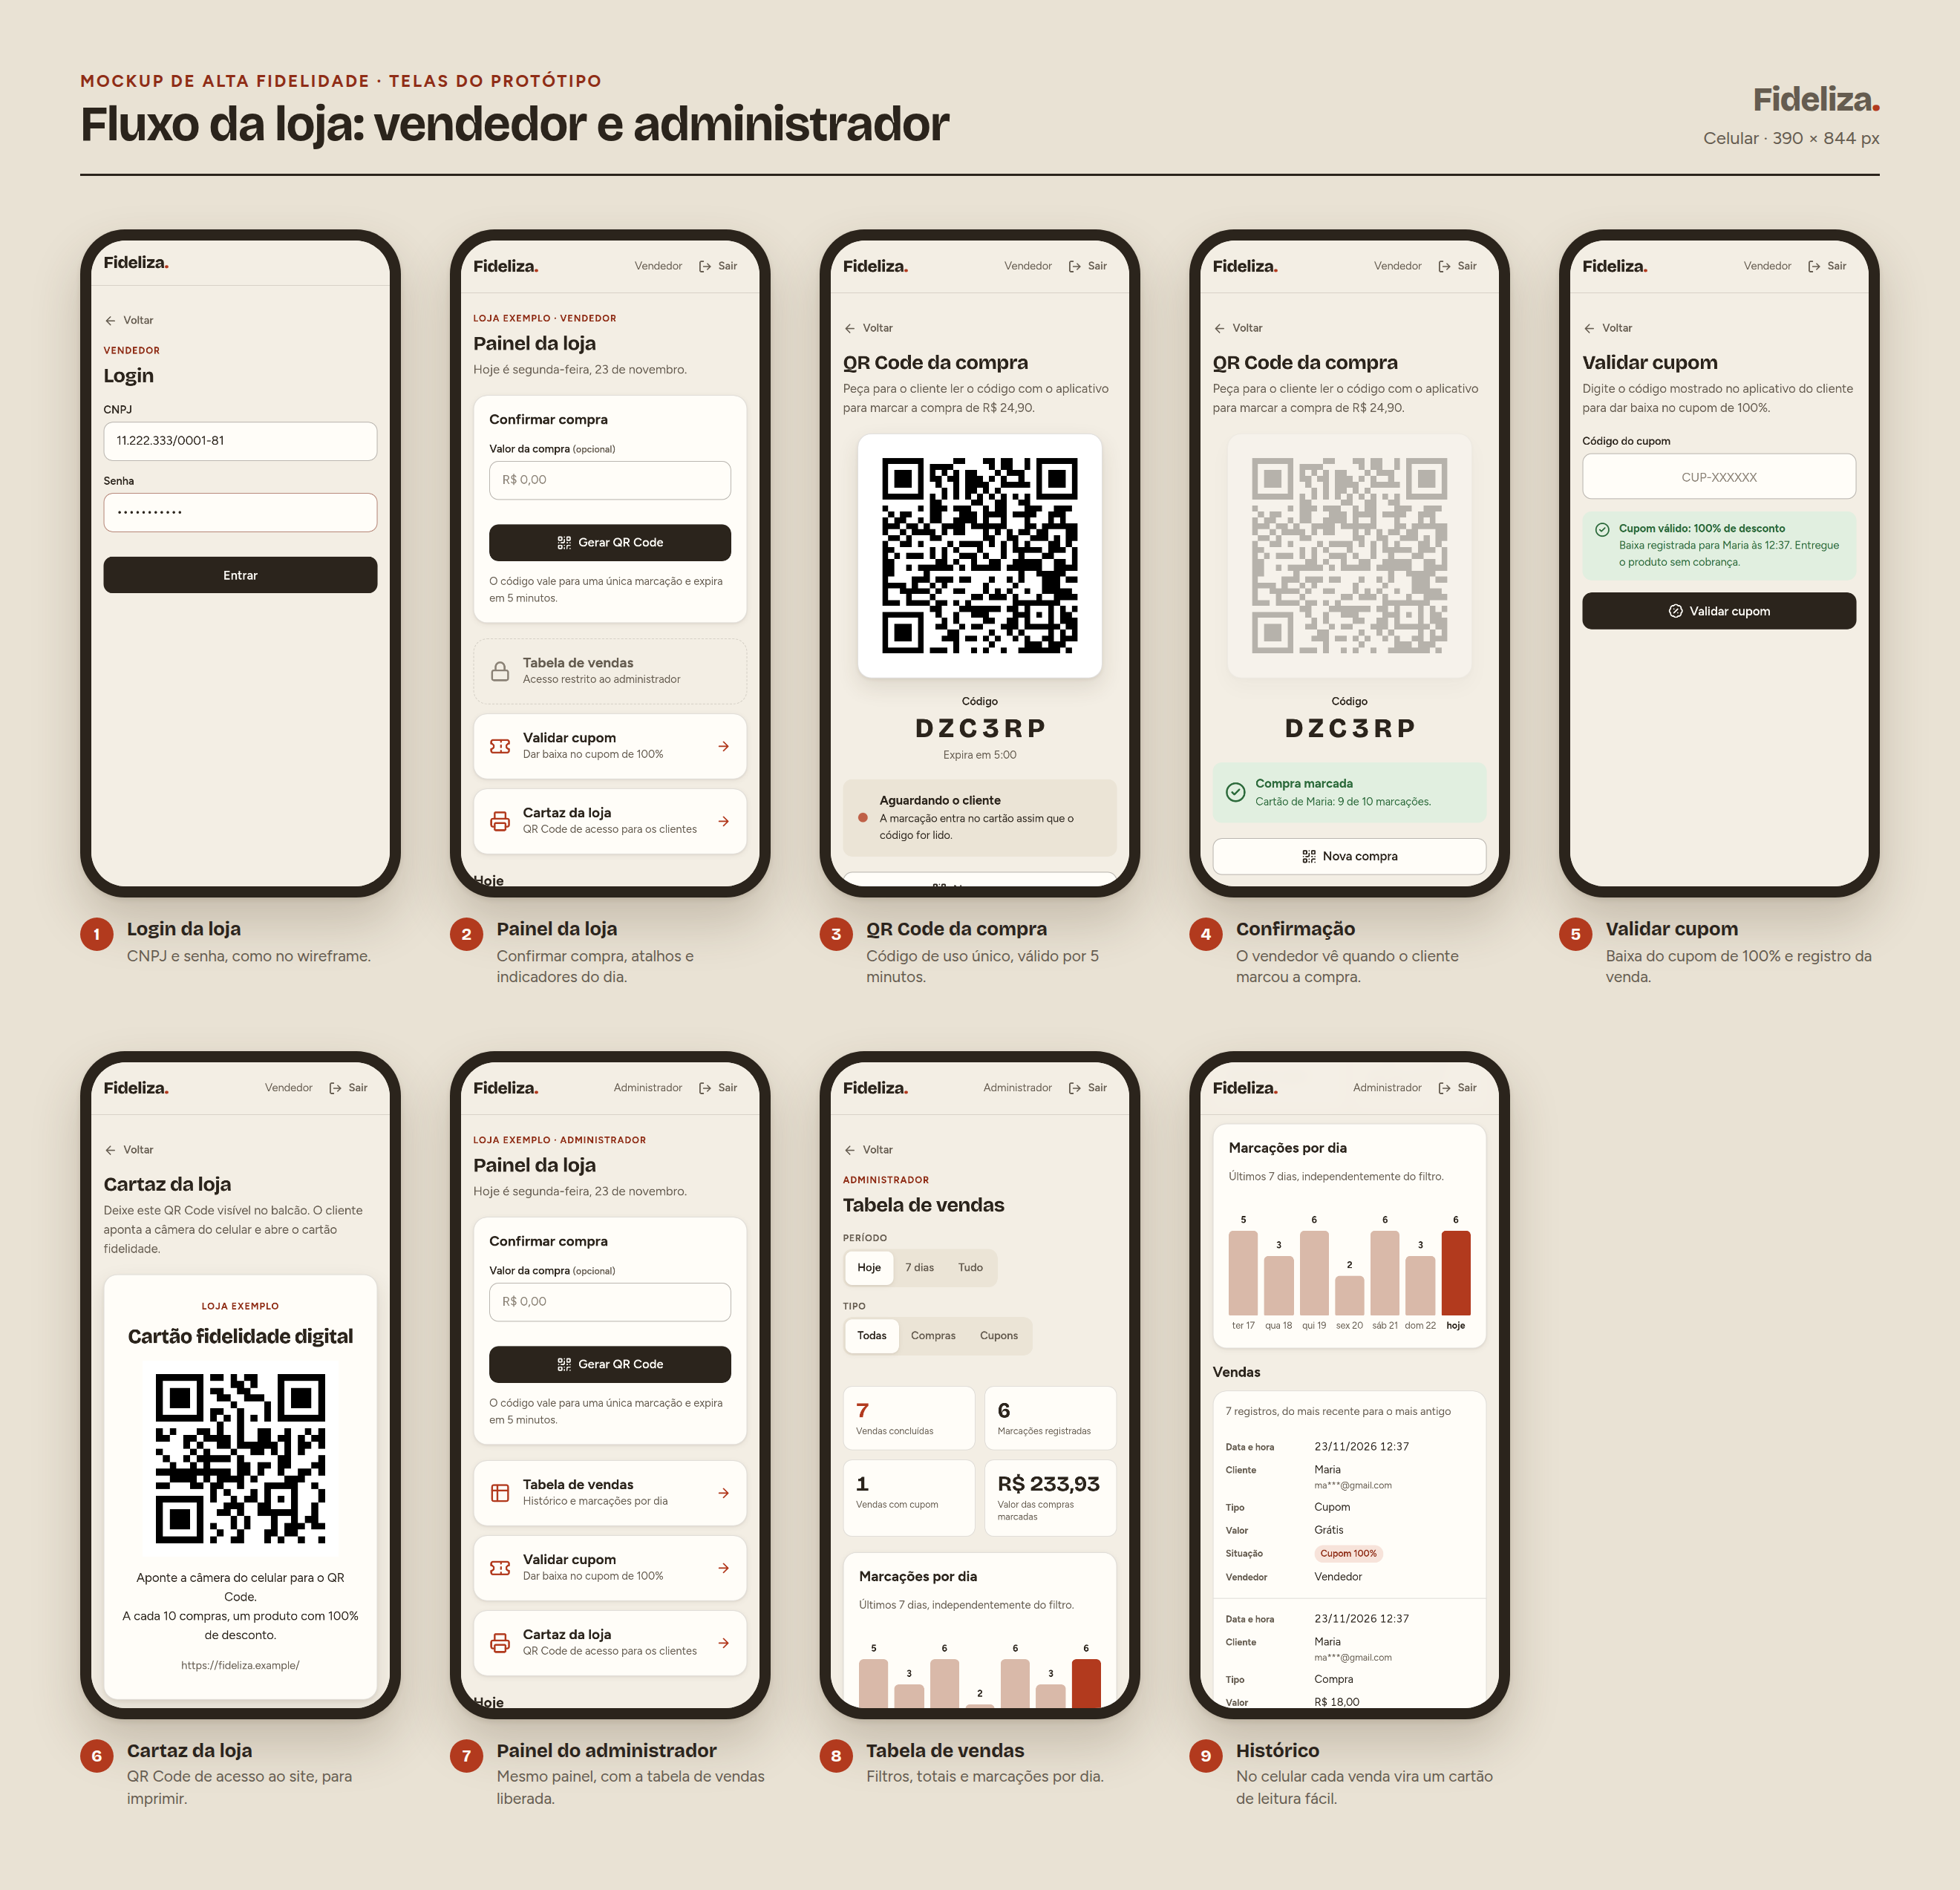 MOCKUP DE ALTA FIDELIDADE · TELAS DO PROTÓTIPO
Fluxo da loja: vendedor e administrador
Fideliza.
Celular · 390 × 844 px
Fideliza.
Voltar
VENDEDOR
Login
CNPJ
11.222.333/0001-81
Senha
•••••••••••
Entrar
1
Login da loja
CNPJ e senha, como no wireframe.
Fideliza.
Vendedor
Sair
LOJA EXEMPLO · VENDEDOR
Painel da loja
Hoje é segunda-feira, 23 de novembro.
Confirmar compra
Valor da compra (opcional)
R$ 0,00
Gerar QR Code
O código vale para uma única marcação e expira
em 5 minutos.
Tabela de vendas
Acesso restrito ao administrador
Validar cupom
Dar baixa no cupom de 100%
Cartaz da loja
QR Code de acesso para os clientes
Hoje
2
Painel da loja
Confirmar compra, atalhos e
indicadores do dia.
Fideliza.
Vendedor
Sair
Voltar
QR Code da compra
Peça para o cliente ler o código com o aplicativo
para marcar a compra de R$ 24,90.
Código
DZC3RP
Expira em 5:00
Aguardando o cliente
A marcação entra no cartão assim que o
código for lido.
3
QR Code da compra
Código de uso único, válido por 5
minutos.
Fideliza.
Vendedor
Sair
Voltar
QR Code da compra
Peça para o cliente ler o código com o aplicativo
para marcar a compra de R$ 24,90.
Código
DZC3RP
Compra marcada
Cartão de Maria: 9 de 10 marcações.
Nova compra
4
Confirmação
O vendedor vê quando o cliente
marcou a compra.
Fideliza.
Vendedor
Sair
Voltar
Validar cupom
Digite o código mostrado no aplicativo do cliente
para dar baixa no cupom de 100%.
Código do cupom
CUP-XXXXXX
Cupom válido: 100% de desconto
Baixa registrada para Maria às 12:37. Entregue
o produto sem cobrança.
Validar cupom
5
Validar cupom
Baixa do cupom de 100% e registro da
venda.
Fideliza.
Vendedor
Sair
Voltar
Cartaz da loja
Deixe este QR Code visível no balcão. O cliente
aponta a câmera do celular e abre o cartão
fidelidade.
LOJA EXEMPLO
Cartão fidelidade digital
Aponte a câmera do celular para o QR
Code.
A cada 10 compras, um produto com 100%
de desconto.
https://fideliza.example/
6
Cartaz da loja
QR Code de acesso ao site, para
imprimir.
Fideliza.
Administrador
Sair
LOJA EXEMPLO · ADMINISTRADOR
Painel da loja
Hoje é segunda-feira, 23 de novembro.
Confirmar compra
Valor da compra (opcional)
R$ 0,00
Gerar QR Code
O código vale para uma única marcação e expira
em 5 minutos.
Tabela de vendas
Histórico e marcações por dia
Validar cupom
Dar baixa no cupom de 100%
Cartaz da loja
QR Code de acesso para os clientes
Hoje
7
Painel do administrador
Mesmo painel, com a tabela de vendas
liberada.
Fideliza.
Administrador
Sair
Voltar
ADMINISTRADOR
Tabela de vendas
PERÍODO
Hoje 7 dias Tudo
TIPO
Todas Compras Cupons
7
Vendas concluídas
6
Marcações registradas
1
Vendas com cupom
R$ 233,93
Valor das compras
marcadas
Marcações por dia
Últimos 7 dias, independentemente do filtro.
5 3 6 2 6 3 6
8
Tabela de vendas
Filtros, totais e marcações por dia.
Fideliza.
Administrador
Sair
Marcações por dia
Últimos 7 dias, independentemente do filtro.
5 3 6 2 6 3 6
ter 17 qua 18 qui 19 sex 20 sáb 21 dom 22 hoje
Vendas
7 registros, do mais recente para o mais antigo
Data e hora 23/11/2026 12:37
Cliente Maria
ma***@gmail.com
Tipo Cupom
Valor Grátis
Situação Cupom 100%
Vendedor Vendedor
Data e hora 23/11/2026 12:37
Cliente Maria
ma***@gmail.com
Tipo Compra
Valor R$ 18,00
9
Histórico
No celular cada venda vira um cartão
de leitura fácil.